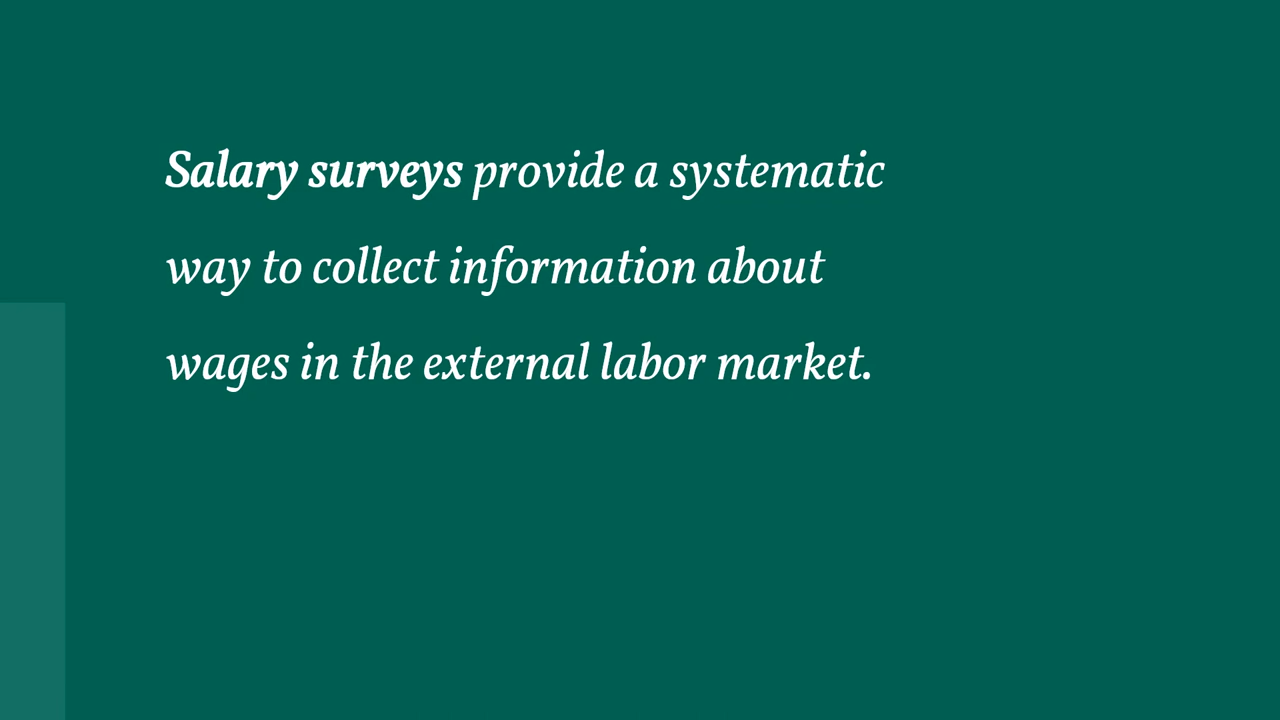 Salary surveys provide a systematic
way to collect information about
wages in the external labor market.